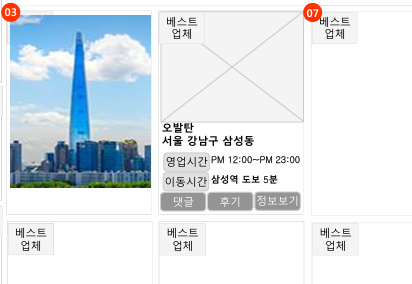 03
베스트
업체
07
베스트
업체
오발탄
서울 강남구 삼성동
영업시간 PM 12:00~PM 23:00
이동시간 삼성역 도보 5분
댓글 후기 정보보기
베스트
업체
베스트
업체
베스트
업체